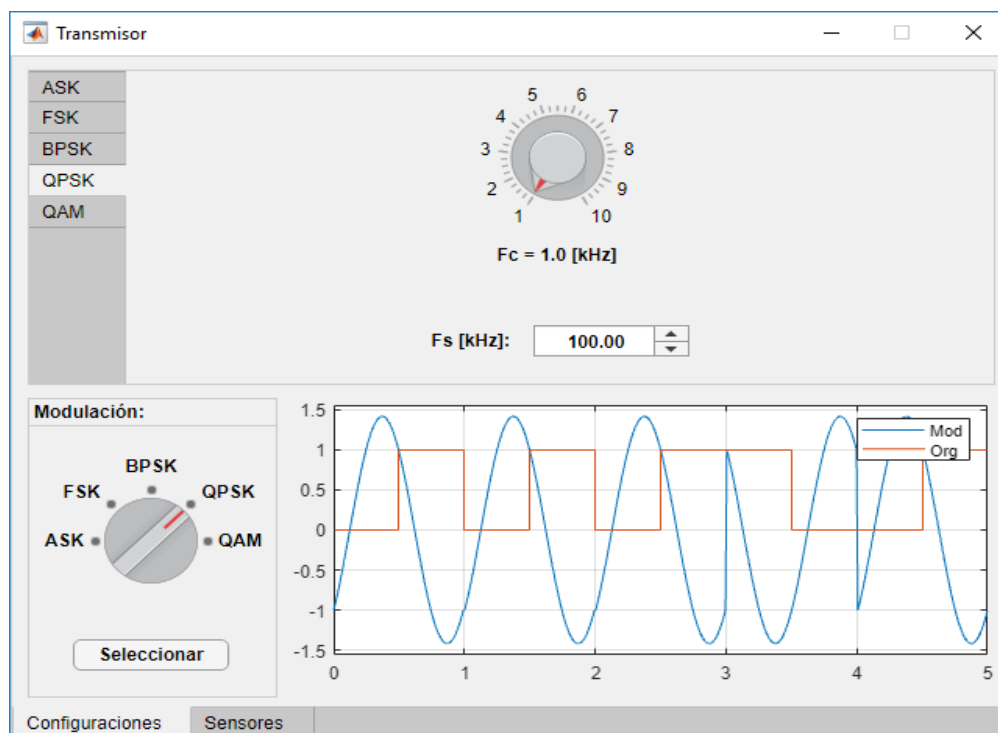 Transmisor
ASK
FSK
BPSK
QPSK
QAM
5 6
4 7
3 8
2 9
1 10
Fc = 1.0 [kHz]
Fs [kHz]: 100.00
Modulación:
BPSK
FSK QPSK
ASK QAM
Seleccionar
1.5
1
0.5
0
-0.5
-1
-1.5
0 1 2 3 4 5
Mod
Org
Configuraciones Sensores